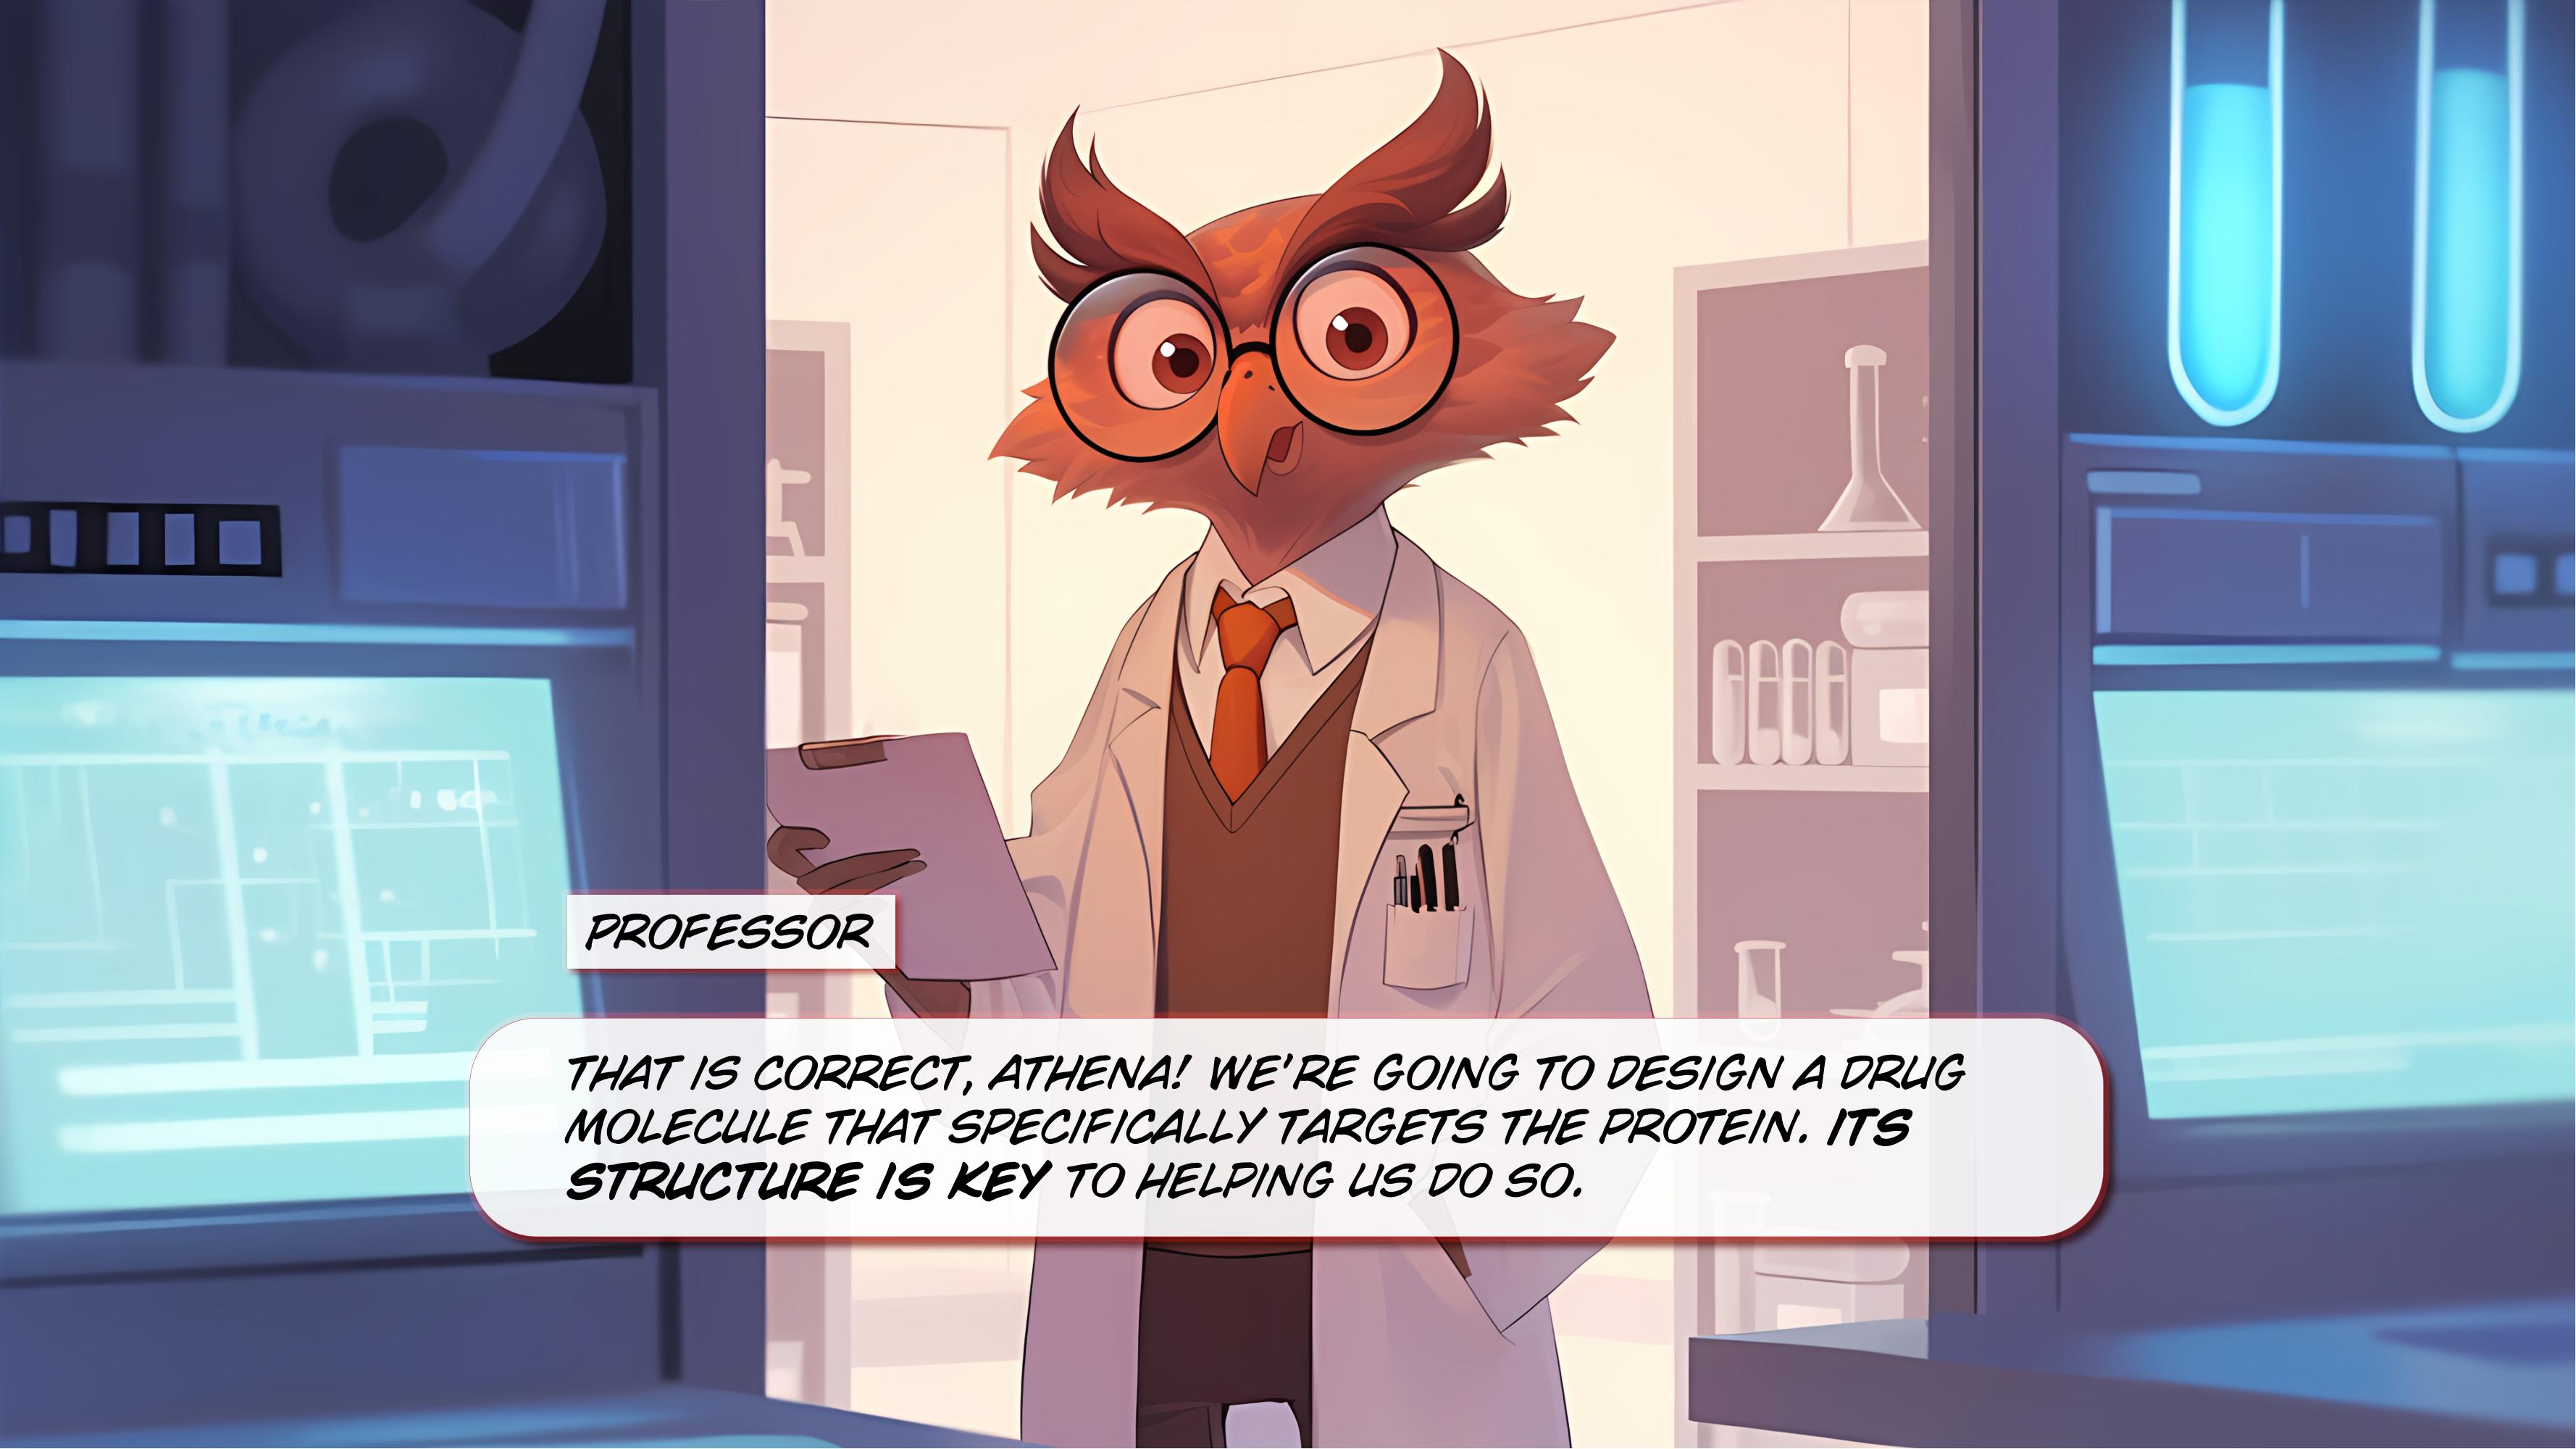 PROFESSOR
THAT IS CORRECT, ATHENA! WE'RE GOING TO DESIGN A DRUG
MOLECULE THAT SPECIFICALLY TARGETS THE PROTEIN. ITS
STRUCTURE IS KEY TO HELPING US DO SO.